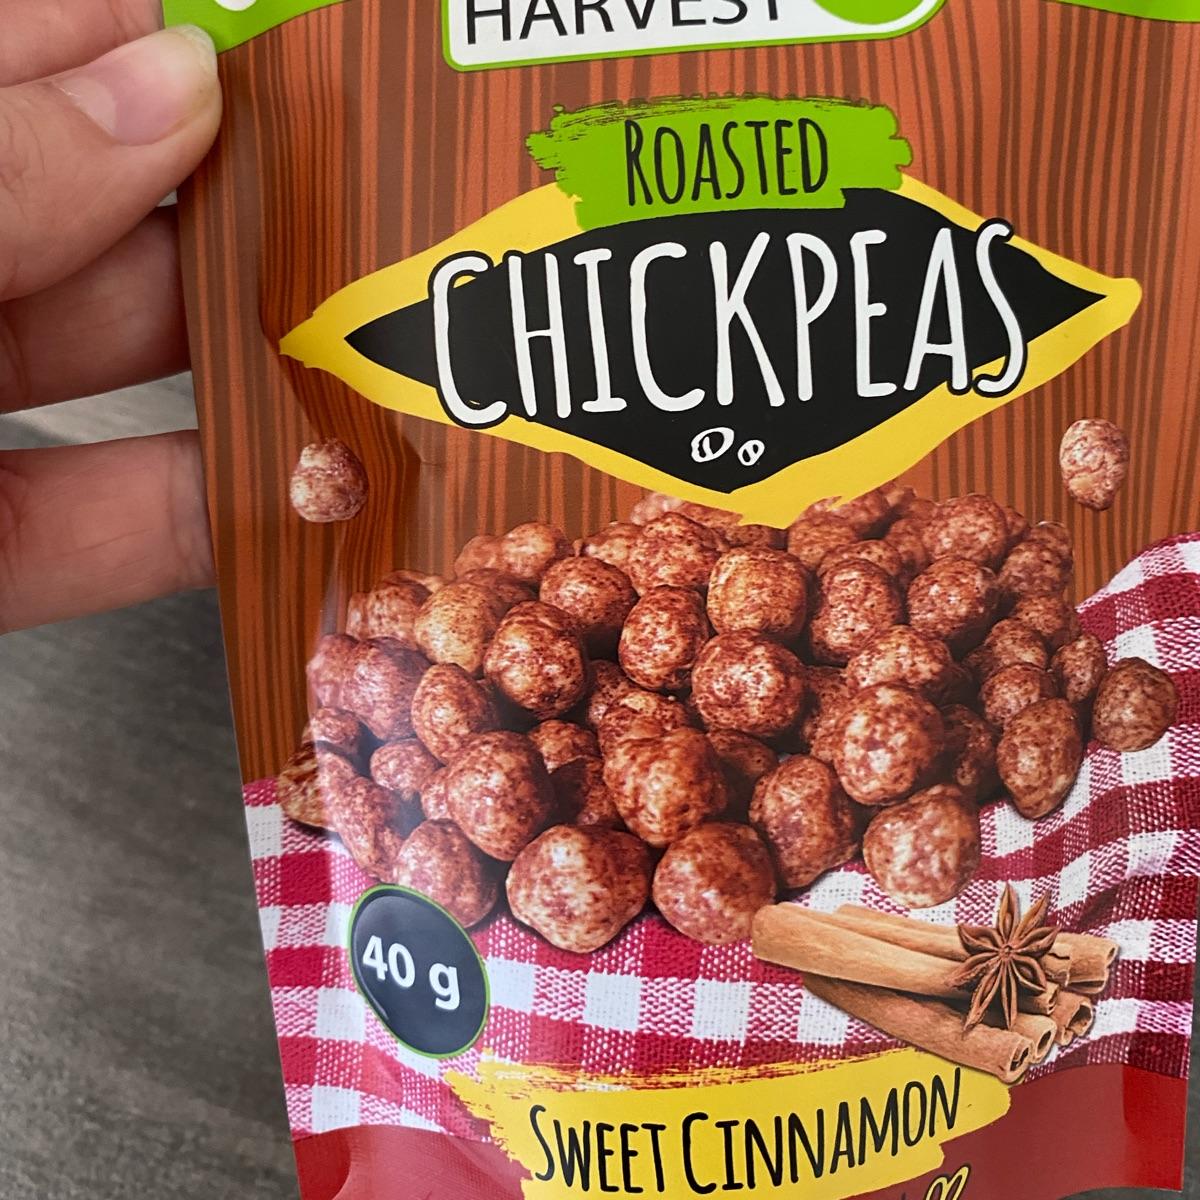 HARVEST
ROASTED
CHICKPEAS
40 g
SWEET CINNAMON